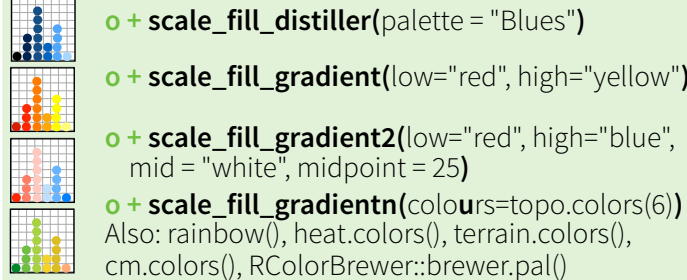 o + scale_fill_distiller(palette = "Blues")
o + scale_fill_gradient(low="red", high="yellow")
o + scale_fill_gradient2(low="red", high="blue",
mid = "white", midpoint = 25)
o + scale_fill_gradientn(colours=topo.colors(6))
Also: rainbow(), heat.colors(), terrain.colors(),
cm.colors(), RColorBrewer::brewer.pal()